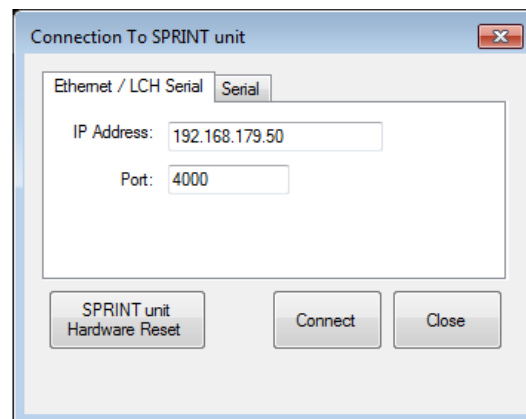 Connection To SPRINT unit
Ethernet / LCH Serial
Serial
IP Address:
192.168.179.50
Port:
4000
SPRINT unit
Hardware Reset
Connect
Close